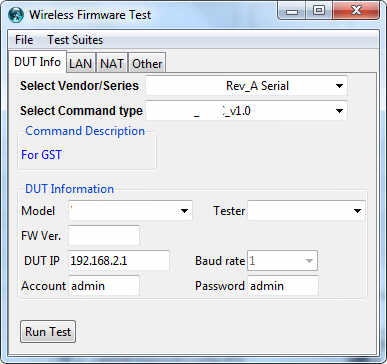 Wireless Firmware Test
File Test Suites
DUT Info LAN NAT Other
Select Vendor/Series Rev_A Serial
Select Command type _v1.0
Command Description
For GST
DUT Information
Model Tester
FW Ver.
DUT IP 192.168.2.1 Baud rate 1
Account admin Password admin
Run Test